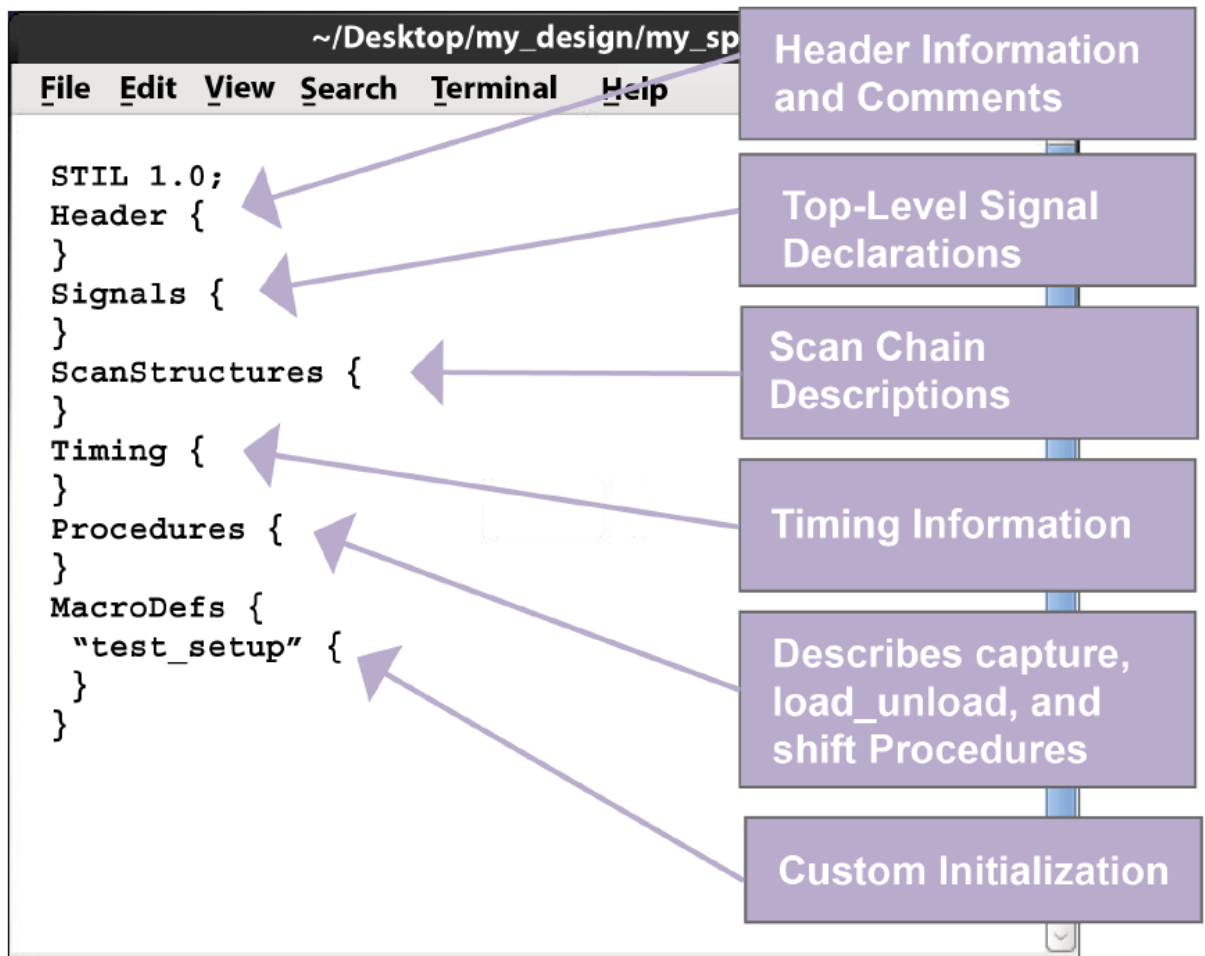 ~/Desktop/my_design/my_sp
File Edit View Search Terminal Help
STIL 1.0;
Header {
}
Signals {
}
ScanStructures {
}
Timing {
}
Procedures {
}
MacroDefs {
“test_setup” {
}
}
Header Information
and Comments
Top-Level Signal
Declarations
Scan Chain
Descriptions
Timing Information
Describes capture,
load_unload, and
shift Procedures
Custom Initialization